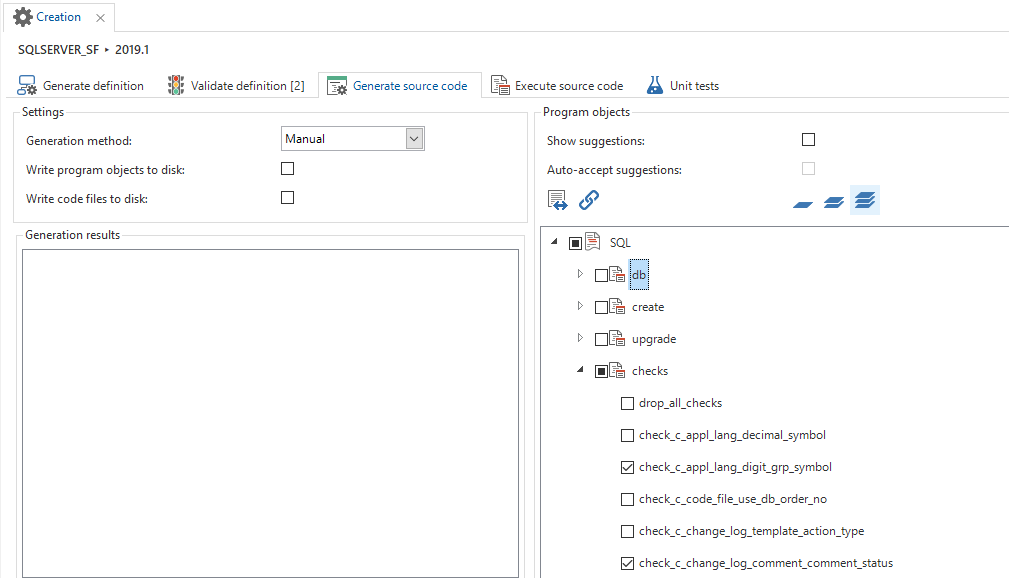 Creation
SQLSERVER_SF ▸ 2019.1
Generate definition
Validate definition [2]
Generate source code
Execute source code
Unit tests
Settings
Generation method:
Manual
Write program objects to disk:
Write code files to disk:
Generation results
Program objects
Show suggestions:
Auto-accept suggestions:
SQL
db
create
upgrade
checks
drop_all_checks
check_c_appl_lang_decimal_symbol
check_c_appl_lang_digit_grp_symbol
check_c_code_file_use_db_order_no
check_c_change_log_template_action_type
check_c_change_log_comment_comment_status